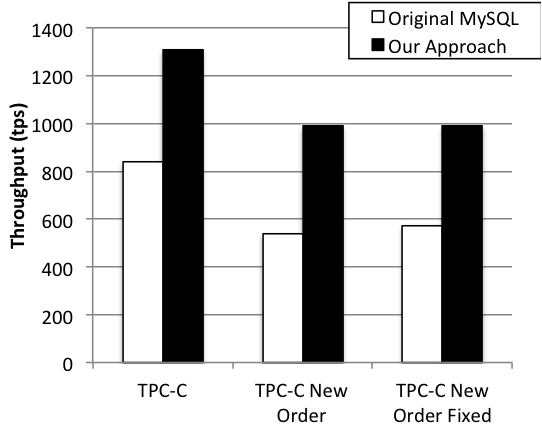 Original MySQL
Our Approach
Throughput (tps)
1400
1200
1000
800
600
400
200
0
TPC-C
TPC-C New
Order
TPC-C New
Order Fixed